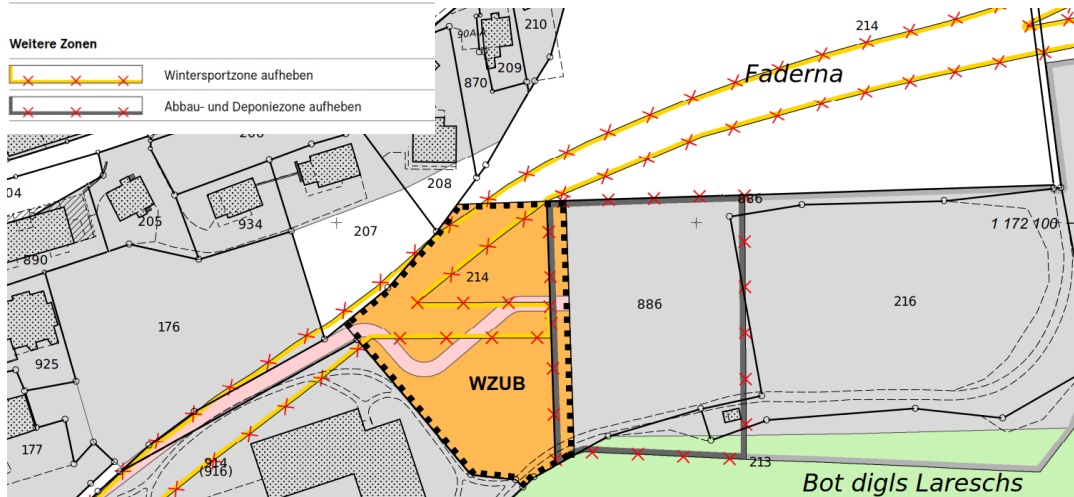 Weitere Zonen
Wintersportzone aufheben
Abbau- und Deponiezone aufheben
210
214
90A-A
209
870
Faderna
208
04
205
934
207
886
890
1 172 100
214
176
886
216
925
WZUB
177
914
(916)
213
Bot digls Lareschs